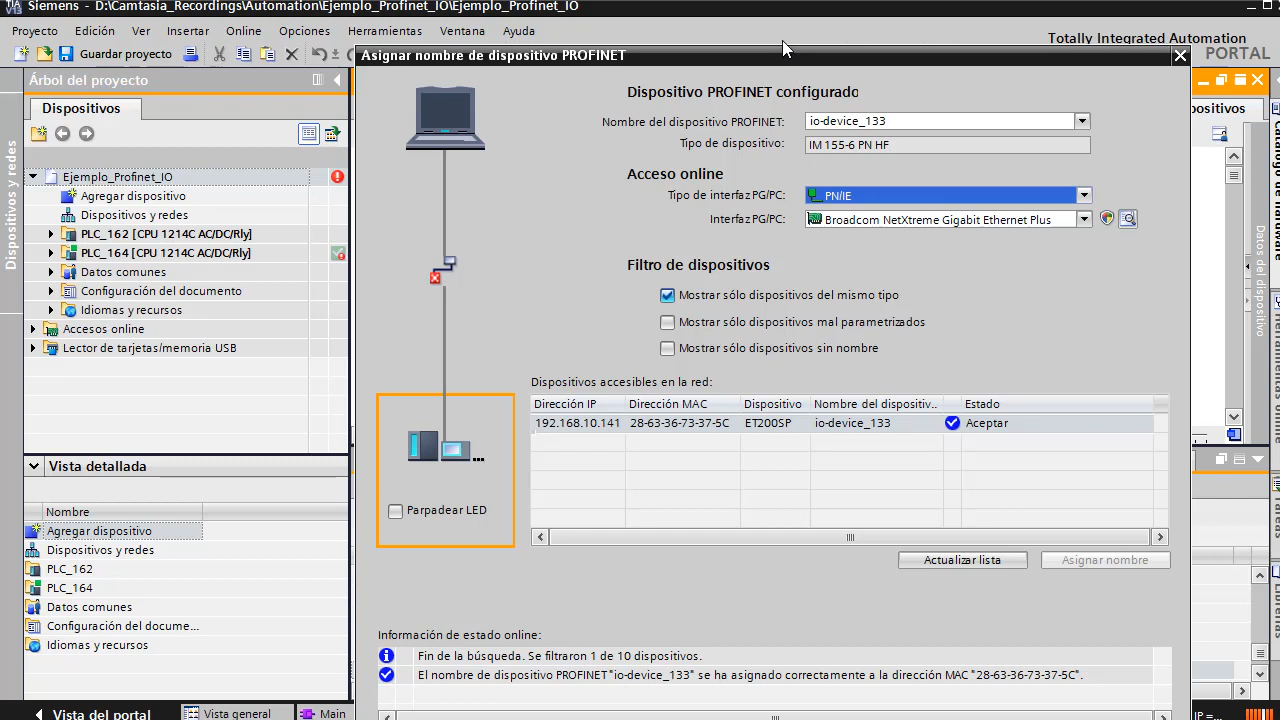 TIA
V13
Siemens - D:\Camtasia_Recordings\Automation\Ejemplo_Profinet_IO\Ejemplo_Profinet_IO
Proyecto Edición Ver Insertar Online Opciones Herramientas Ventana Ayuda
Totally Integrated Automation
PORTAL
Guardar proyecto
Árbol del proyecto
Dispositivos
Dispositivos y redes
Ejemplo_Profinet_IO
Agregar dispositivo
Dispositivos y redes
PLC_162 [CPU 1214C AC/DC/Rly]
PLC_164 [CPU 1214C AC/DC/Rly]
Datos comunes
Configuración del documento
Idiomas y recursos
Accesos online
Lector de tarjetas/memoria USB
Vista detallada
Nombre
Agregar dispositivo
Dispositivos y redes
PLC_162
PLC_164
Datos comunes
Configuración del docume...
Idiomas y recursos
Vista del portal
Vista general
Main
Asignar nombre de dispositivo PROFINET
Dispositivo PROFINET configurado
Nombre del dispositivo PROFINET: io-device_133
Tipo de dispositivo: IM 155-6 PN HF
Acceso online
Tipo de interfaz PG/PC: PN/IE
Interfaz PG/PC: Broadcom NetXtreme Gigabit Ethernet Plus
Filtro de dispositivos
Mostrar sólo dispositivos del mismo tipo
Mostrar sólo dispositivos mal parametrizados
Mostrar sólo dispositivos sin nombre
Parpadear LED
Dispositivos accesibles en la red:
Dirección IP Dirección MAC Dispositivo Nombre del dispositiv.. Estado
192.168.10.141 28-63-36-73-37-5C ET200SP io-device_133 Aceptar
Actualizar lista
Asignar nombre
Información de estado online:
Fin de la búsqueda. Se filtraron 1 de 10 dispositivos.
El nombre de dispositivo PROFINET "io-device_133" se ha asignado correctamente a la dirección MAC "28-63-36-73-37-5C".
positivos
Datos del dispositivo
IP =...